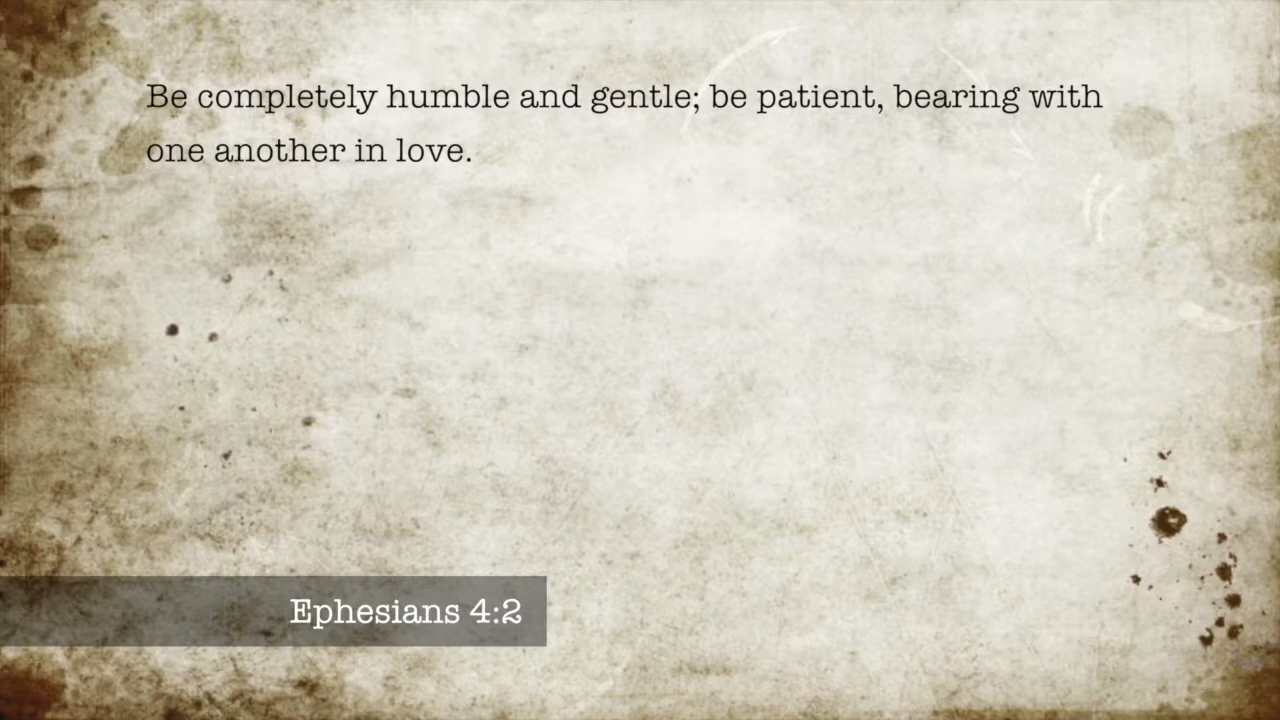 Be completely humble and gentle; be patient, bearing with
one another in love.
Ephesians 4:2